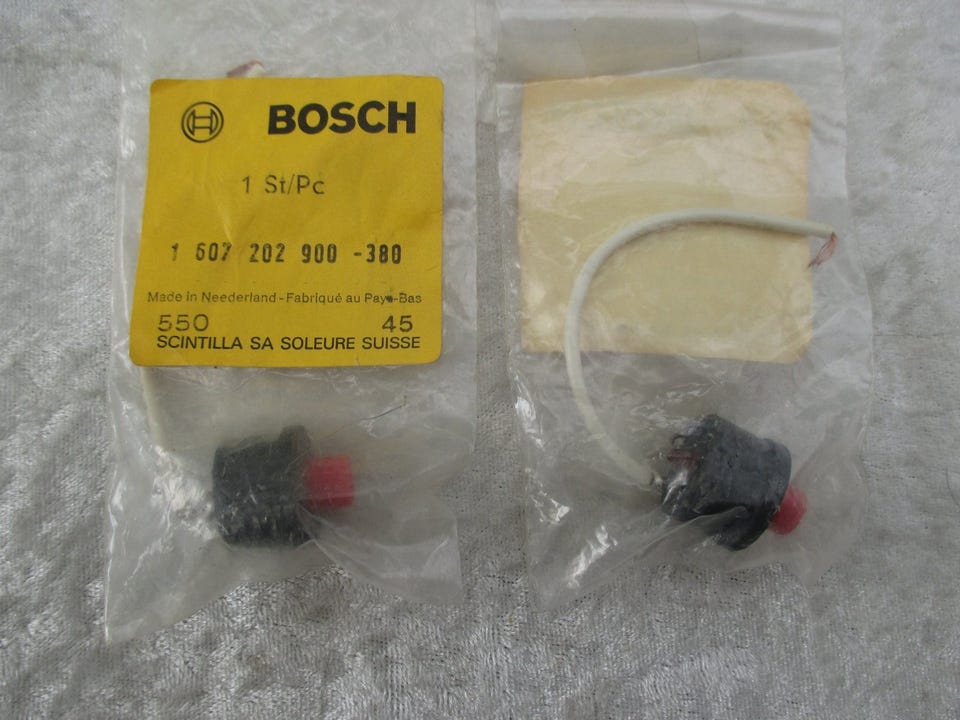 BOSCH
1 St/Pc
1 607 202 900 -380
Made in Neederland - Fabriqué au Pays-Bas
550 45
SCINTILLA SA SOLEURE SUISSE